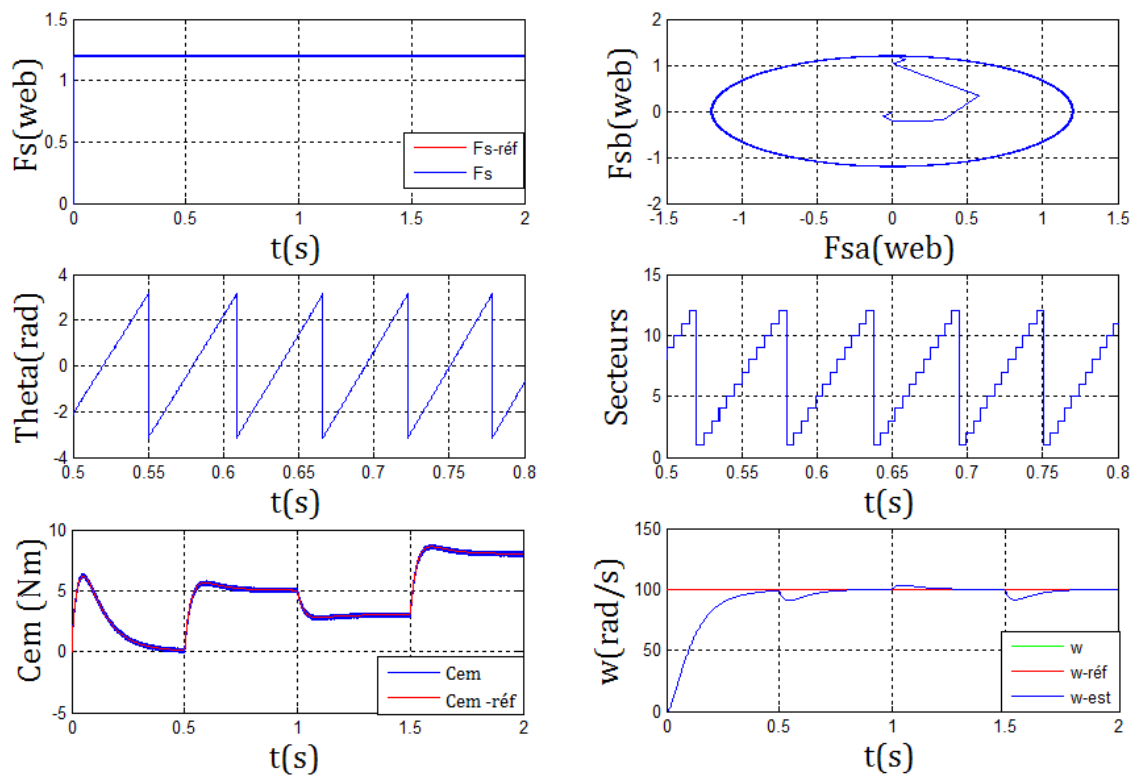 1.5
1
0.5
0
Fs(web)
Fs-réf
Fs
0.5 1 1.5 2
t(s)
2
1
0
-1
-2
Fsb(web)
-1.5 -1 -0.5 0 0.5 1 1.5
Fsa(web)
4
2
0
-2
-4
Theta(rad)
0.5 0.55 0.6 0.65 0.7 0.75 0.8
t(s)
15
10
5
0
Secteurs
0.5 0.55 0.6 0.65 0.7 0.75 0.8
t(s)
10
5
0
-5
Cem (Nm)
Cem
Cem -réf
0 0.5 1 1.5 2
t(s)
150
100
50
0
w(rad/s)
w
w-réf
w-est
0 0.5 1 1.5 2
t(s)